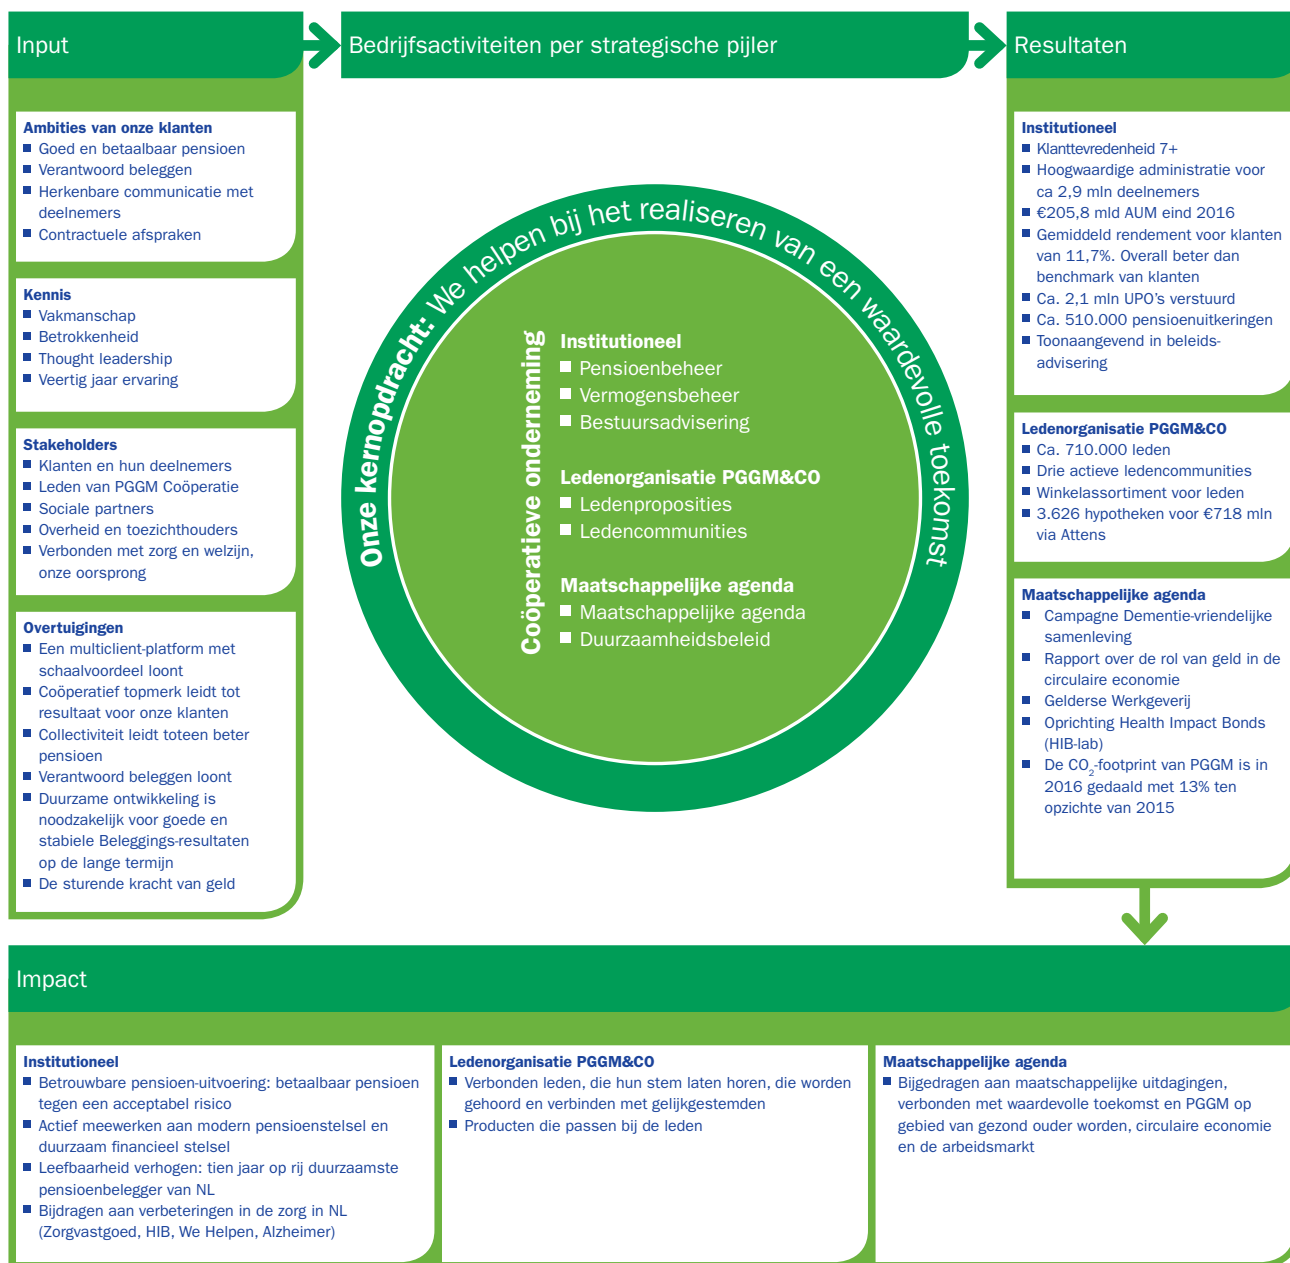 Input
Ambities van onze klanten
Goed en betaalbaar pensioen
Verantwoord beleggen
Herkenbare communicatie met
deelnemers
Contractuele afspraken
Kennis
Vakmanschap
Betrokkenheid
Thought leadership
Veertig jaar ervaring
Stakeholders
Klanten en hun deelnemers
Leden van PGGM Coöperatie
Sociale partners
Overheid en toezichthouders
Verbonden met zorg en welzijn,
onze oorsprong
Overtuigingen
Een multiclient-platform met
schaalvoordeel loont
Coöperatief topmerk leidt tot
resultaat voor onze klanten
Collectiviteit leidt toteen beter
pensioen
Verantwoord beleggen loont
Duurzame ontwikkeling is
noodzakelijk voor goede en
stabiele Beleggings-resultaten
op de lange termijn
De sturende kracht van geld
Bedrijfsactiviteiten per strategische pijler
Onze kernopdracht: We helpen bij het realiseren van een waardevolle toekomst
Coöperatieve onderneming
Institutioneel
Pensioenbeheer
Vermogensbeheer
Bestuursadvisering
Ledenorganisatie PGGM&CO
Ledenproposities
Ledencommunities
Maatschappelijke agenda
Maatschappelijke agenda
Duurzaamheidsbeleid
Resultaten
Institutioneel
Klanttevredenheid 7+
Hoogwaardige administratie voor
ca 2,9 mln deelnemers
€205,8 mld AUM eind 2016
Gemiddeld rendement voor klanten
van 11,7%. Overall beter dan
benchmark van klanten
Ca. 2,1 mln UPO's verstuurd
Ca. 510.000 pensioenuitkeringen
Toonaangevend in beleids-
advisering
Ledenorganisatie PGGM&CO
Ca. 710.000 leden
Drie actieve ledencommunities
Winkelassortiment voor leden
3.626 hypotheken voor €718 mln
via Attens
Maatschappelijke agenda
Campagne Dementie-vriendelijke
samenleving
Rapport over de rol van geld in de
circulaire economie
Gelderse Werkgeverij
Oprichting Health Impact Bonds
(HIB-lab)
De CO2-footprint van PGGM is in
2016 gedaald met 13% ten
opzichte van 2015
Impact
Institutioneel
Betrouwbare pensioen-uitvoering: betaalbaar pensioen
tegen een acceptabel risico
Actief meewerken aan modern pensioenstelsel en
duurzaam financieel stelsel
Leefbaarheid verhogen: tien jaar op rij duurzaamste
pensioenbelegger van NL
Bijdragen aan verbeteringen in de zorg in NL
(Zorgvastgoed, HIB, We Helpen, Alzheimer)
Ledenorganisatie PGGM&CO
Verbonden leden, die hun stem laten horen, die worden
gehoord en verbinden met gelijkgestemden
Producten die passen bij de leden
Maatschappelijke agenda
Bijgedragen aan maatschappelijke uitdagingen,
verbonden met waardevolle toekomst en PGGM op
gebied van gezond ouder worden, circulaire economie
en de arbeidsmarkt